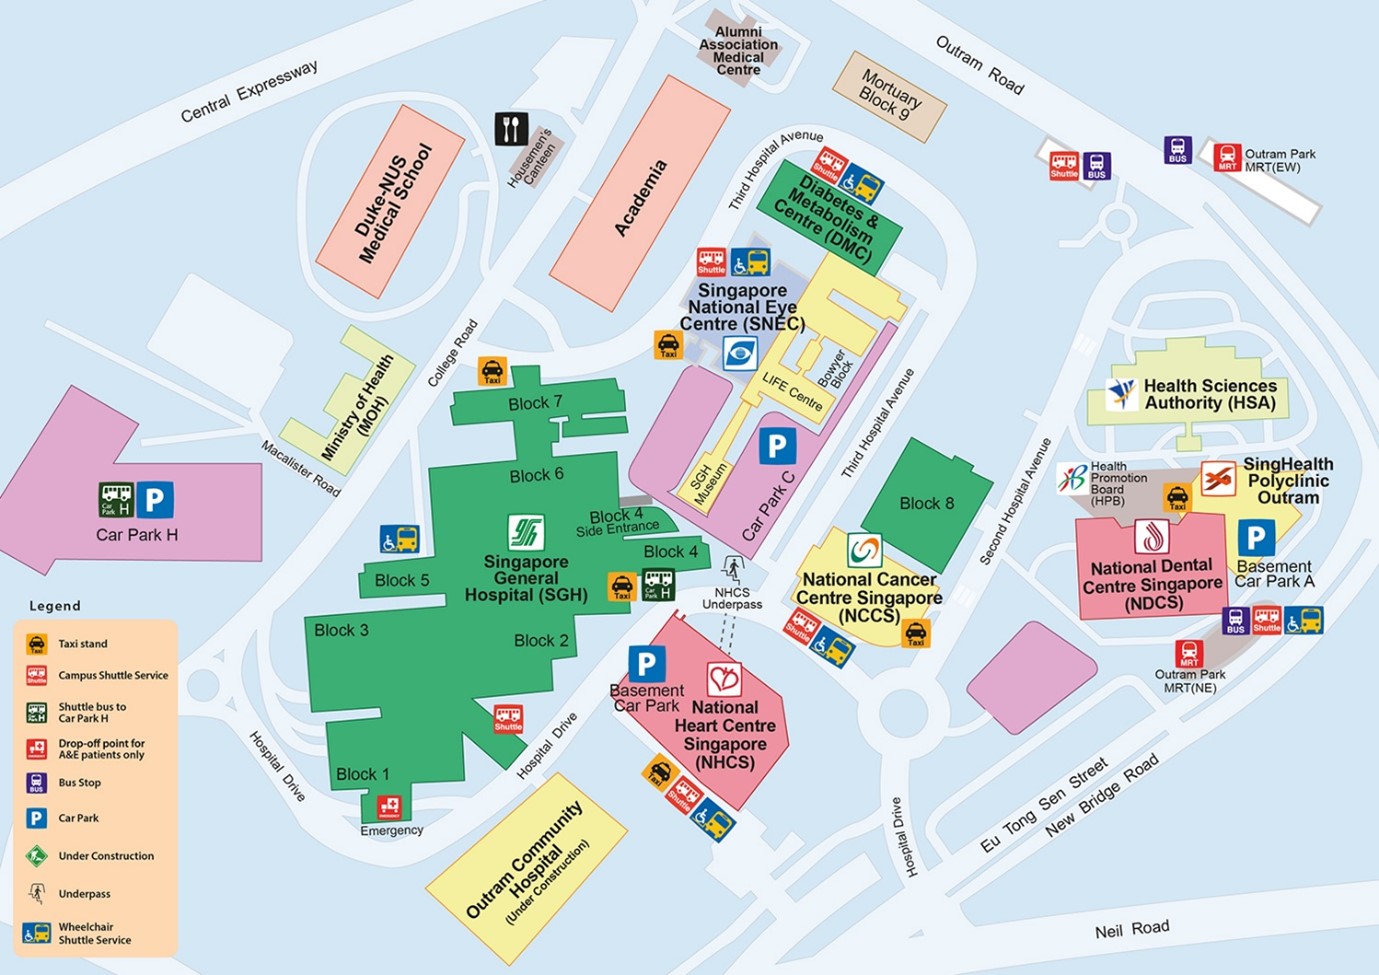 Central Expressway
Outram Road
Alumni
Association
Medical
Centre
Mortuary
Block 9
Housemen's
Canteen
Duke-NUS
Medical School
Academia
Third Hospital Avenue
Shuttle
Diabetes &
Metabolism
Centre (DMC)
Shuttle
BUS
BUS
MRT
Outram Park
MRT(EW)
Shuttle
Singapore
National Eye
Centre (SNEC)
Taxi
College Road
Ministry of Health
(MOH)
Macalister Road
Taxi
Block 7
Block 6
LIFE Centre
Bowyer
Block
SGH
Museum
P
Car Park C
Third Hospital Avenue
Second Hospital Avenue
Health Sciences
Authority (HSA)
Health
Promotion
Board
(HPB)
Taxi
SingHealth
Polyclinic
Outram
P
Basement
Car Park A
National Dental
Centre Singapore
(NDCS)
BUS
Shuttle
MRT
Outram Park
MRT(NE)
Car Park H
P
Car Park H
Block 4
Side Entrance
Block 4
Block 5
Singapore
General
Hospital (SGH)
Taxi
Car Park H
NHCS
Underpass
Block 8
National Cancer
Centre Singapore
(NCCS)
Shuttle
Taxi
Block 3
Block 2
Block 1
Shuttle
EMERGENCY
Emergency
Hospital Drive
Hospital Drive
P
Basement
Car Park
National
Heart Centre
Singapore
(NHCS)
Taxi
Shuttle
Outram Community
Hospital
(Under Construction)
Hospital Drive
Eu Tong Sen Street
New Bridge Road
Neil Road
Legend
Taxi
Taxi stand
Shuttle
Campus Shuttle Service
Car Park H
Shuttle bus to
Car Park H
EMERGENCY
Drop-off point for
A&E patients only
BUS
Bus Stop
P
Car Park
Under Construction
Underpass
Wheelchair
Shuttle Service